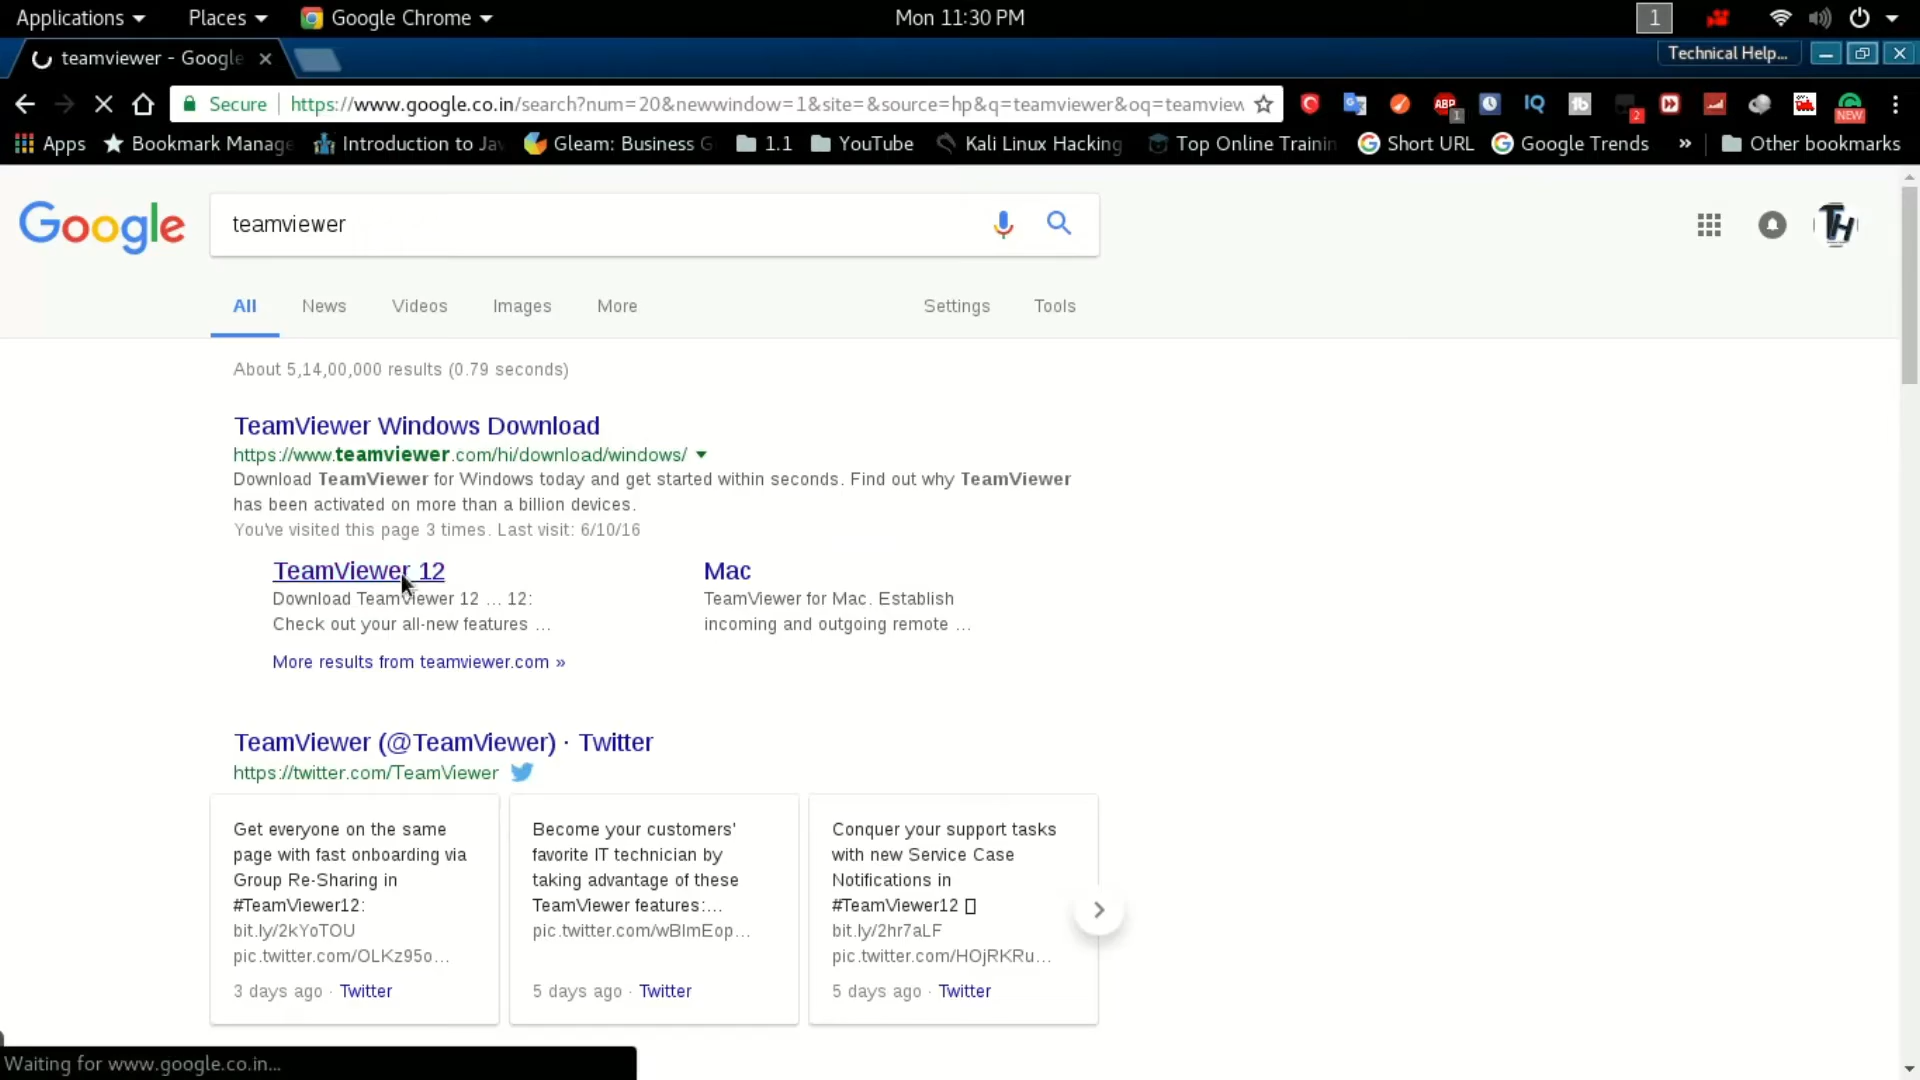 Applications Places Google Chrome Mon 11:30 PM 1
teamviewer - Google Technical Help...
Secure https://www.google.co.in/search?num=20&newwindow=1&site=&source=hp&q=teamviewer&oq=teamview ABP 1 IQ 2 NEW
Apps Bookmark Manage Introduction to Jav Gleam: Business G 1.1 YouTube Kali Linux Hacking Top Online Trainin Short URL Google Trends » Other bookmarks
Google teamviewer TH
All News Videos Images More Settings Tools
About 5,14,00,000 results (0.79 seconds)
TeamViewer Windows Download
https://www.teamviewer.com/hi/download/windows/
Download TeamViewer for Windows today and get started within seconds. Find out why TeamViewer
has been activated on more than a billion devices.
You've visited this page 3 times. Last visit: 6/10/16
TeamViewer 12
Download TeamViewer 12 ... 12:
Check out your all-new features ...
Mac
TeamViewer for Mac. Establish
incoming and outgoing remote ...
More results from teamviewer.com »
TeamViewer (@TeamViewer) · Twitter
https://twitter.com/TeamViewer
Get everyone on the same
page with fast onboarding via
Group Re-Sharing in
#TeamViewer12:
bit.ly/2kYoTOU
pic.twitter.com/OLKz95o...
3 days ago · Twitter
Become your customers'
favorite IT technician by
taking advantage of these
TeamViewer features:...
pic.twitter.com/wBlmEop...
5 days ago · Twitter
Conquer your support tasks
with new Service Case
Notifications in
#TeamViewer12
bit.ly/2hr7aLF
pic.twitter.com/HOjRKRu...
5 days ago · Twitter
Waiting for www.google.co.in...